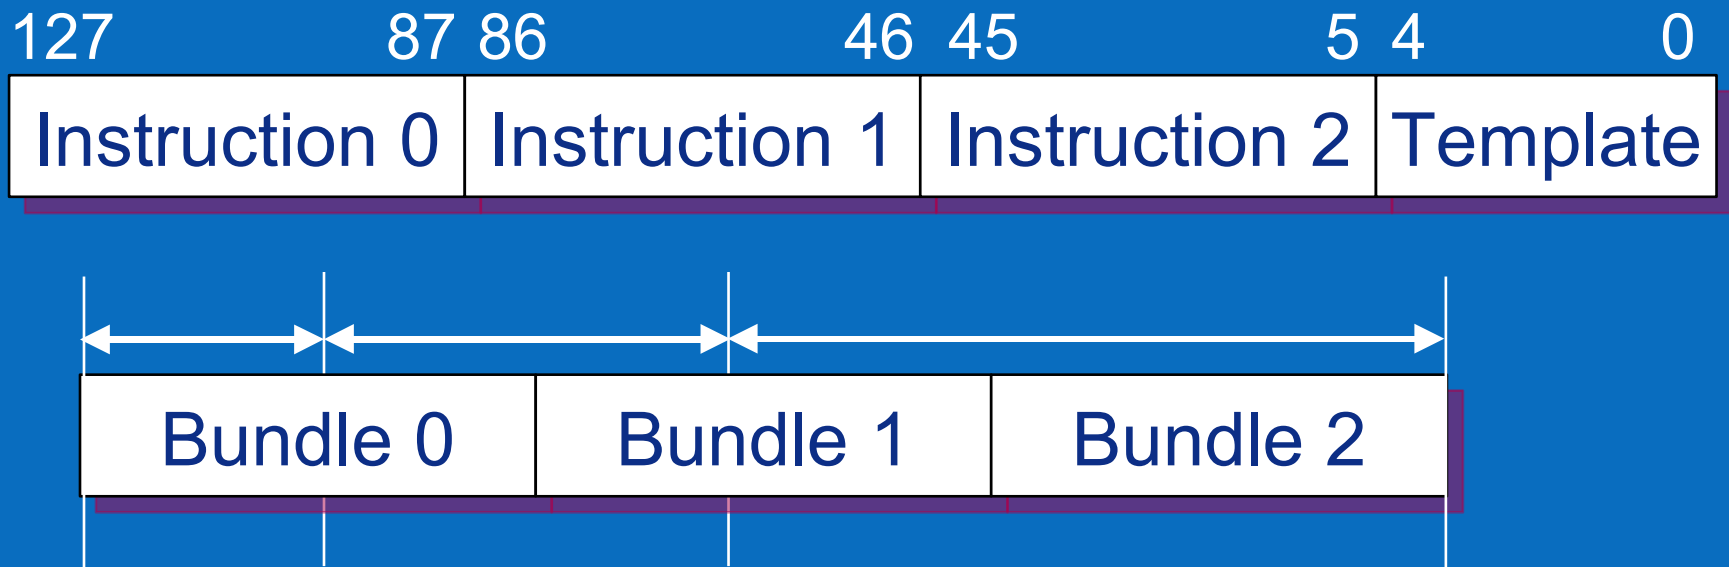 127 87 86 46 45 5 4 0
Instruction 0 Instruction 1 Instruction 2 Template
Bundle 0 Bundle 1 Bundle 2